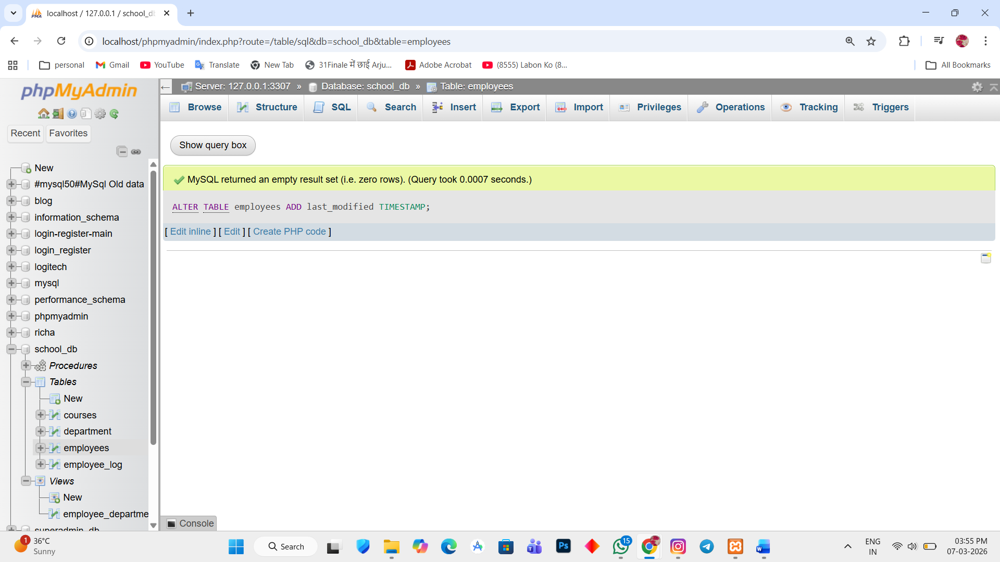 localhost / 127.0.0.1 / school_db
localhost/phpmyadmin/index.php?route=/table/sql&db=school_db&table=employees
personal
Gmail
YouTube
Translate
New Tab
31Finale में छाई Arju...
Adobe Acrobat
(8555) Labon Ko (8...
All Bookmarks
phpMyAdmin
Recent
Favorites
New
#mysql50#MySql Old data
blog
information_schema
login-register-main
login_register
logitech
mysql
performance_schema
phpmyadmin
richa
school_db
Procedures
Tables
New
courses
department
employees
employee_log
Views
New
employee_departme
superadmin_db
Server: 127.0.0.1:3307 » Database: school_db » Table: employees
Browse
Structure
SQL
Search
Insert
Export
Import
Privileges
Operations
Tracking
Triggers
Show query box
MySQL returned an empty result set (i.e. zero rows). (Query took 0.0007 seconds.)
ALTER TABLE employees ADD last_modified TIMESTAMP;
[ Edit inline ] [ Edit ] [ Create PHP code ]
Console
1
36°C
Sunny
Search
Ps
15
ENG
IN
03:55 PM
07-03-2026